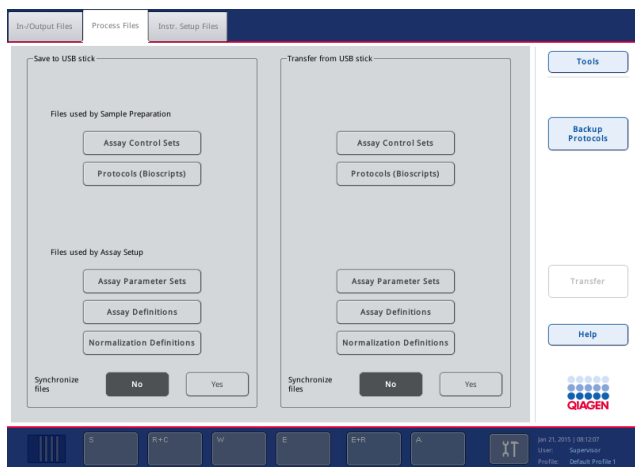 In-/Output Files
Process Files
Instr. Setup Files
Save to USB stick
Files used by Sample Preparation
Assay Control Sets
Protocols (Bioscripts)
Files used by Assay Setup
Assay Parameter Sets
Assay Definitions
Normalization Definitions
Synchronize
files
No
Yes
Transfer from USB stick
Assay Control Sets
Protocols (Bioscripts)
Assay Parameter Sets
Assay Definitions
Normalization Definitions
Synchronize
files
No
Yes
Tools
Backup
Protocols
Transfer
Help
QIAGEN
S
R+C
W
E
E+R
A
Jan 21, 2015 | 08:12:07
User: Supervisor
Profile: Default Profile 1